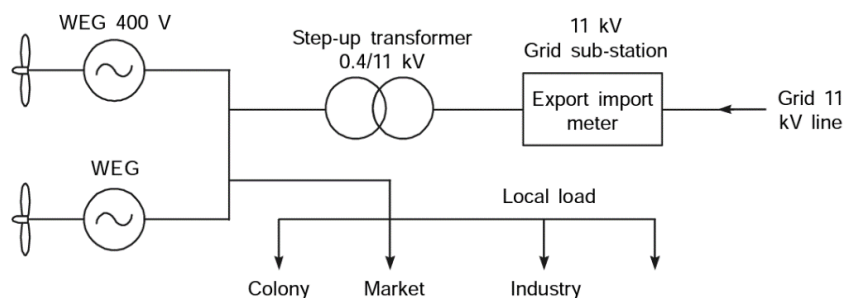 WEG 400 V
Step-up transformer
0.4/11 kV
11 kV
Grid sub-station
Export import
meter
Grid 11
kV line
WEG
Local load
Colony
Market
Industry